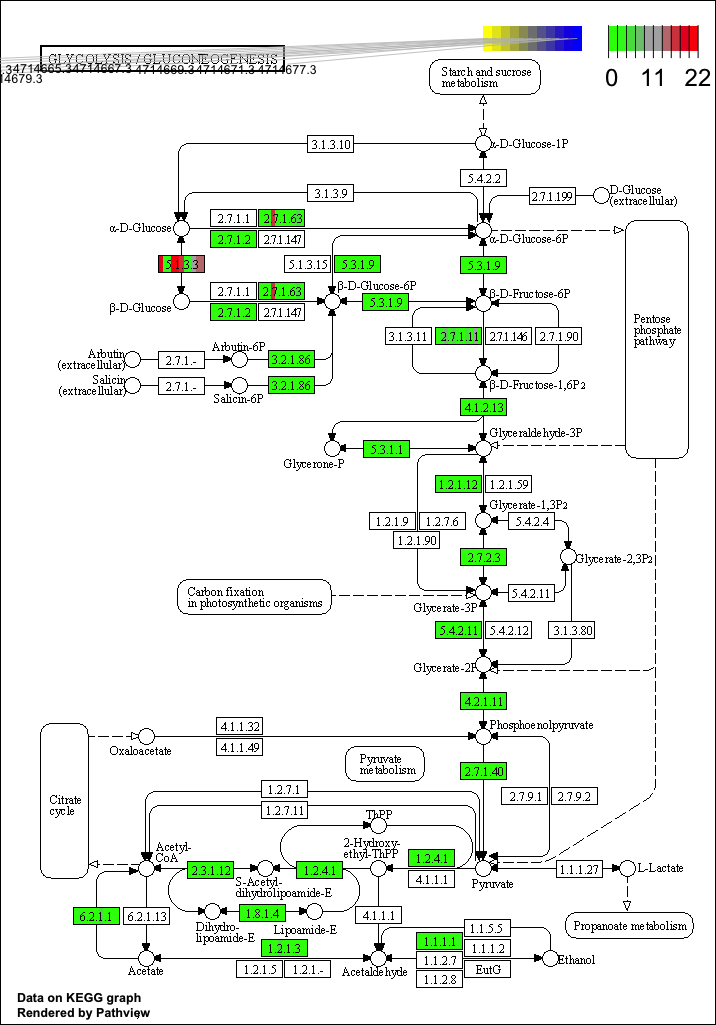 GLYCOLYSIS / GLUCONEOGENESIS
.34714665.34714667.3 4714669.34714671.3 4714677.3
14679.3
0 11 22
Starch and sucrose
metabolism
3.1.3.10
α-D-Glucose-1P
5.4.2.2
3.1.3.9
2.7.1.199
D-Glucose
(extracellular)
2.7.1.1
2.7.1.63
α-D-Glucose
2.7.1.2
2.7.1.147
α-D-Glucose-6P
5.1.3.3
5.1.3.15
5.3.1.9
5.3.1.9
β-D-Glucose-6P
2.7.1.1
2.7.1.63
β-D-Glucose
2.7.1.2
2.7.1.147
5.3.1.9
β-D-Fructose-6P
Pentose
phosphate
pathway
3.1.3.11
2.7.1.11
2.7.1.146
2.7.1.90
Arbutin
(extracellular)
2.7.1.-
Arbutin-6P
3.2.1.86
Salicin
(extracellular)
2.7.1.-
Salicin-6P
3.2.1.86
β-D-Fructose-1,6P2
4.1.2.13
Glyceraldehyde-3P
5.3.1.1
Glycerone-P
1.2.1.12
1.2.1.59
Glycerate-1,3P2
1.2.1.9
1.2.7.6
1.2.1.90
5.4.2.4
2.7.2.3
Glycerate-2,3P2
Carbon fixation
in photosynthetic organisms
5.4.2.11
Glycerate-3P
5.4.2.11
5.4.2.12
3.1.3.80
Glycerate-2P
4.2.1.11
Phosphoenolpyruvate
4.1.1.32
Oxaloacetate
4.1.1.49
Pyruvate
metabolism
2.7.1.40
2.7.9.1
2.7.9.2
Citrate
cycle
1.2.7.1
1.2.7.11
ThPP
Acetyl-
CoA
2-Hydroxy-
ethyl-ThPP
2.3.1.12
1.2.4.1
1.2.4.1
4.1.1.1
S-Acetyl-
dihydrolipoamide-E
Pyruvate
1.1.1.27
L-Lactate
6.2.1.1
6.2.1.13
1.8.1.4
Dihydro-
lipoamide-E
Lipoamide-E
4.1.1.1
Propanoate metabolism
1.2.1.3
1.1.1.1
1.1.5.5
1.1.1.2
1.2.1.5
1.2.1.-
1.1.2.7
EutG
1.1.2.8
Acetate
Acetaldehyde
Ethanol
Data on KEGG graph
Rendered by Pathview